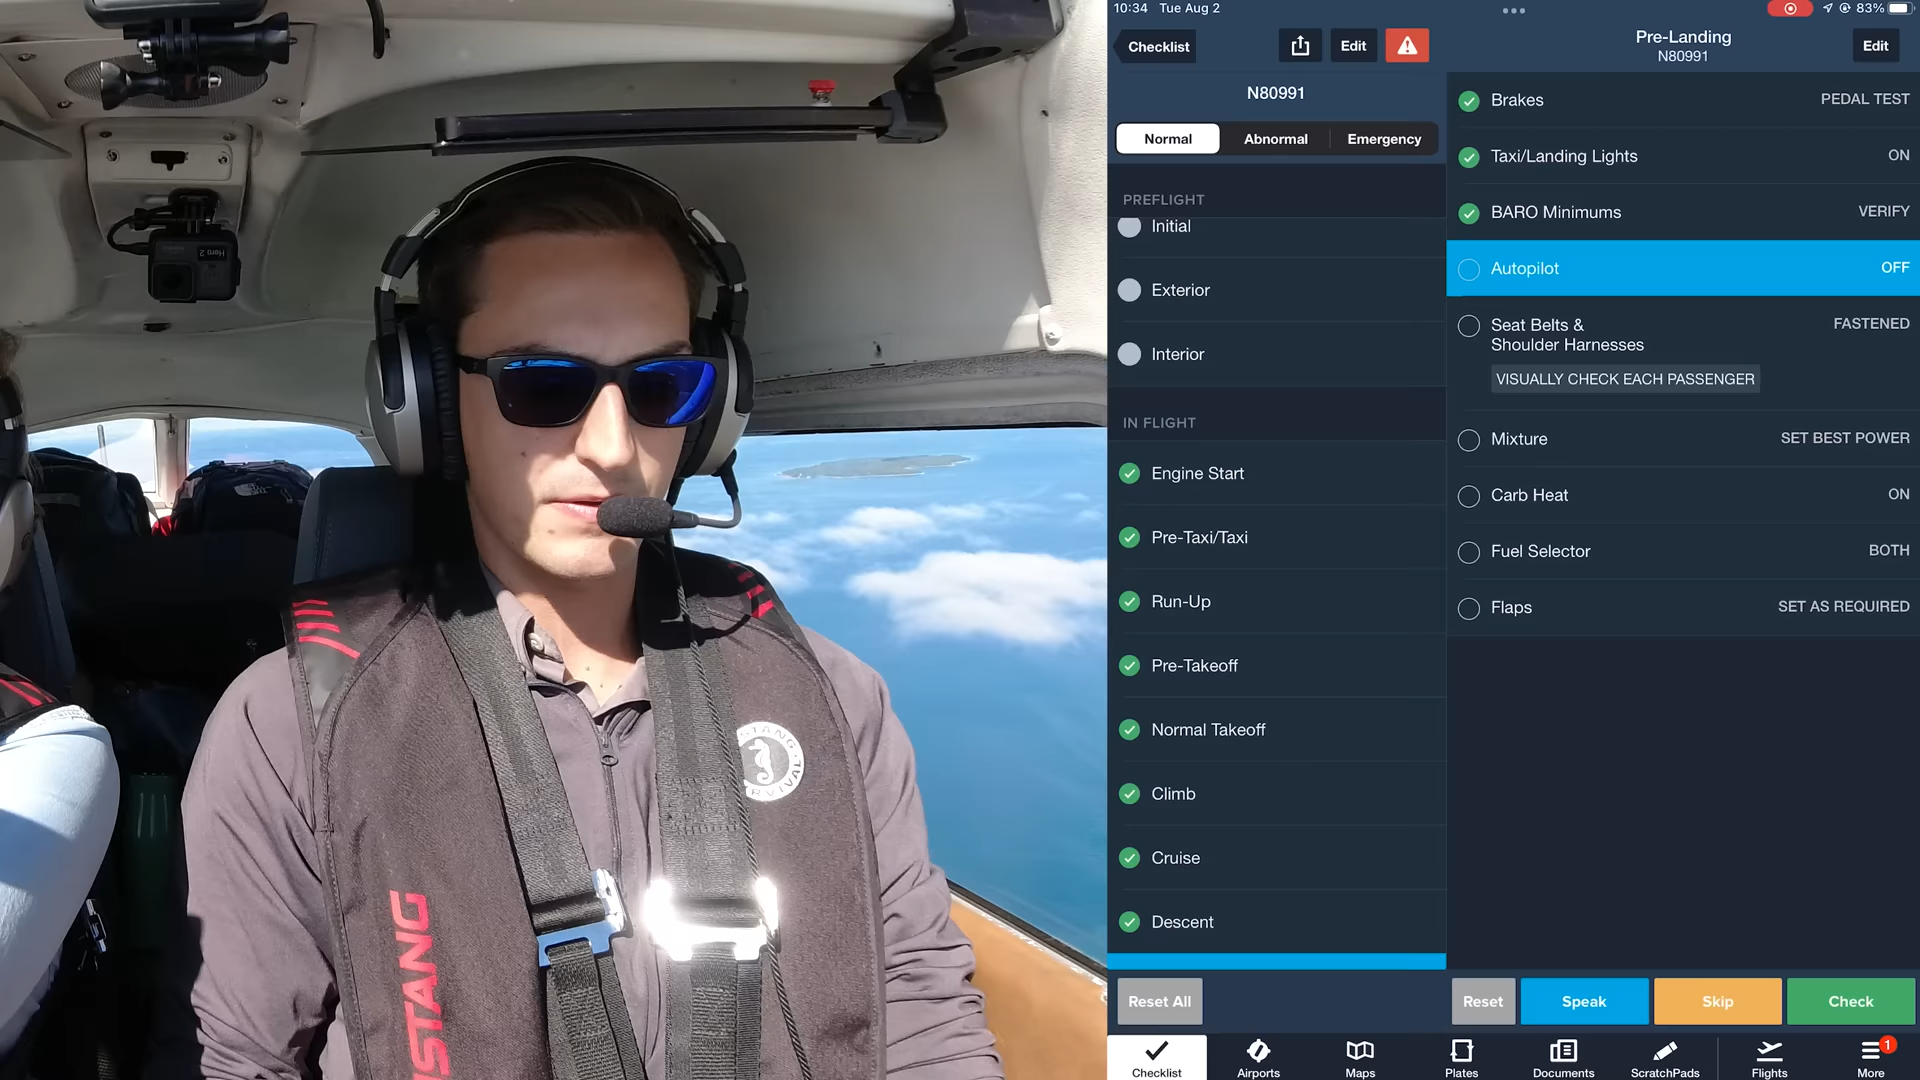 Hero 7
STANG
RVIVAL
STANG
10:34 Tue Aug 2
83%
Checklist
Edit
N80991
Normal
Abnormal
Emergency
PREFLIGHT
Initial
Exterior
Interior
IN FLIGHT
Engine Start
Pre-Taxi/Taxi
Run-Up
Pre-Takeoff
Normal Takeoff
Climb
Cruise
Descent
Reset All
Pre-Landing
N80991
Edit
Brakes PEDAL TEST
Taxi/Landing Lights ON
BARO Minimums VERIFY
Autopilot OFF
Seat Belts & FASTENED
Shoulder Harnesses
VISUALLY CHECK EACH PASSENGER
Mixture SET BEST POWER
Carb Heat ON
Fuel Selector BOTH
Flaps SET AS REQUIRED
Reset
Speak
Skip
Check
Checklist
Airports
Maps
Plates
Documents
ScratchPads
Flights
1
More